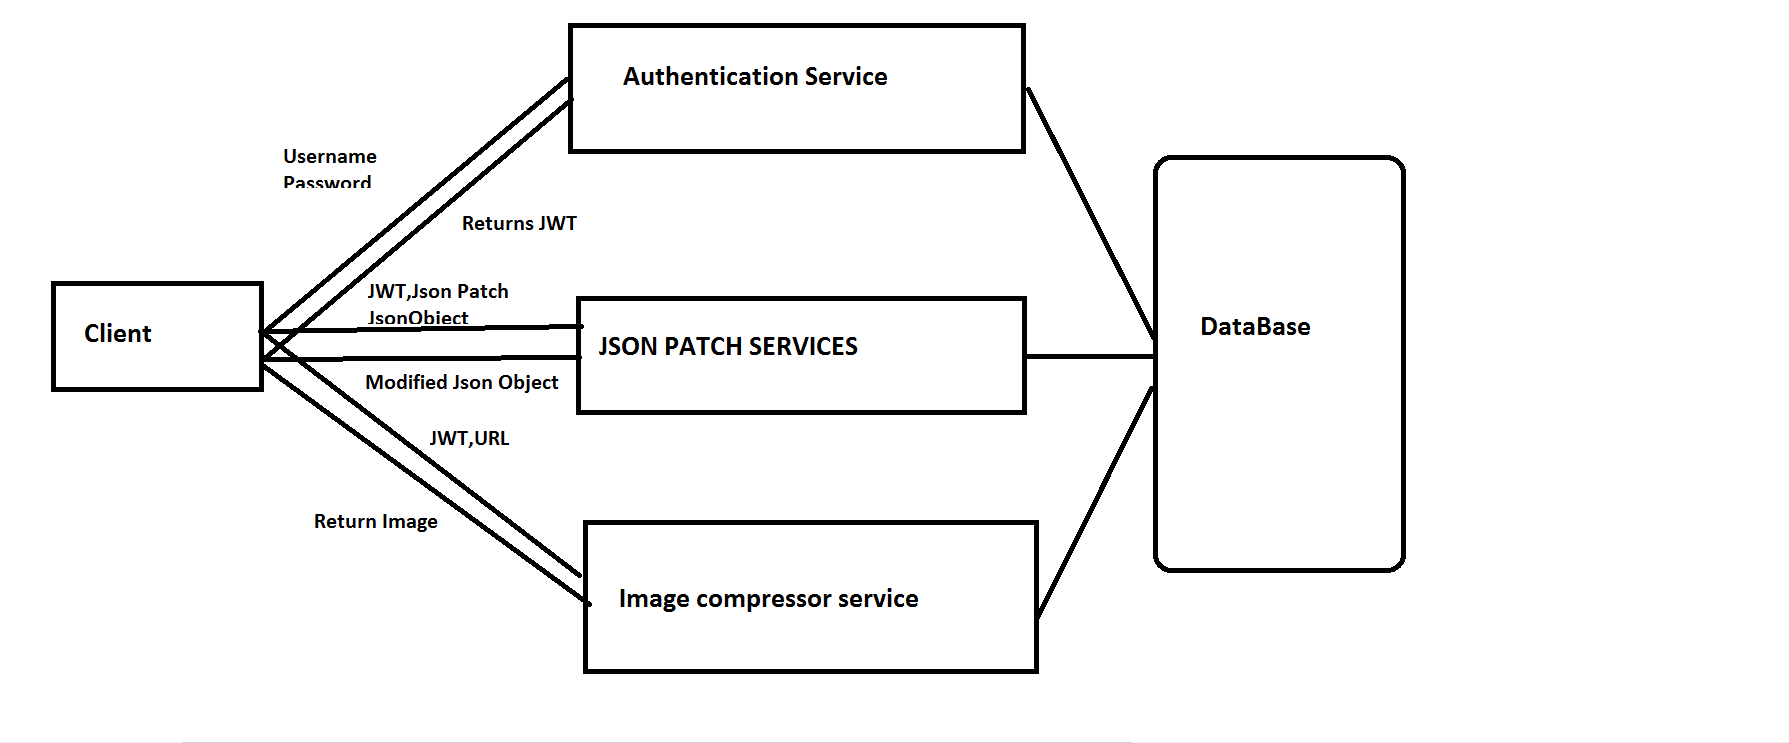 Authentication Service
Username
Password
Returns JWT
JWT,Json Patch
JsonObject
Client
JSON PATCH SERVICES
DataBase
Modified Json Object
JWT,URL
Return Image
Image compressor service